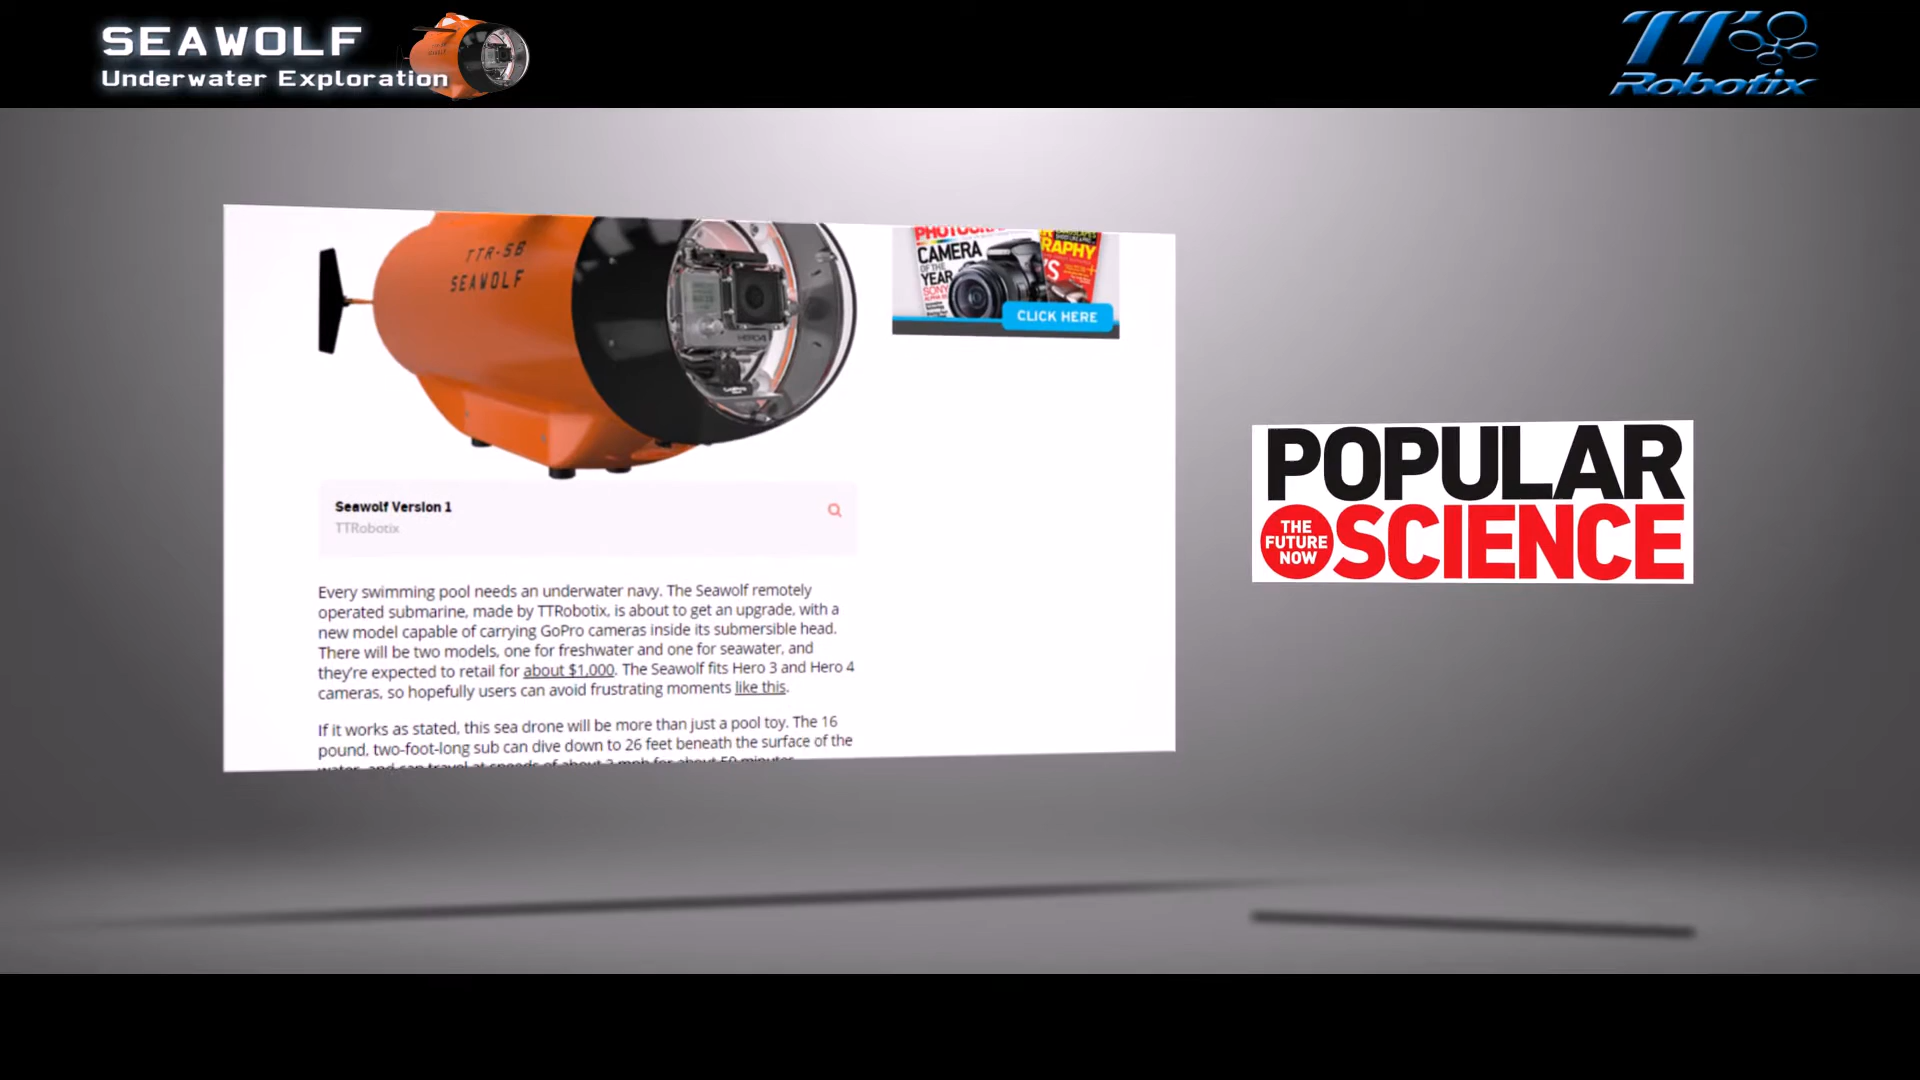 SEAWOLF
Underwater Exploration
TT
Robotix
TTR-SB
SEAWOLF
CAMERA
OF THE
YEAR
SONY
RAPHY
CLICK HERE
HERO4
Seawolf Version 1
TTRobotix
Every swimming pool needs an underwater navy. The Seawolf remotely
operated submarine, made by TTRobotix, is about to get an upgrade, with a
new model capable of carrying GoPro cameras inside its submersible head.
There will be two models, one for freshwater and one for seawater, and
they're expected to retail for about $1,000. The Seawolf fits Hero 3 and Hero 4
cameras, so hopefully users can avoid frustrating moments like this.
If it works as stated, this sea drone will be more than just a pool toy. The 16
pound, two-foot-long sub can dive down to 26 feet beneath the surface of the
POPULAR
THE
FUTURE
NOW
SCIENCE